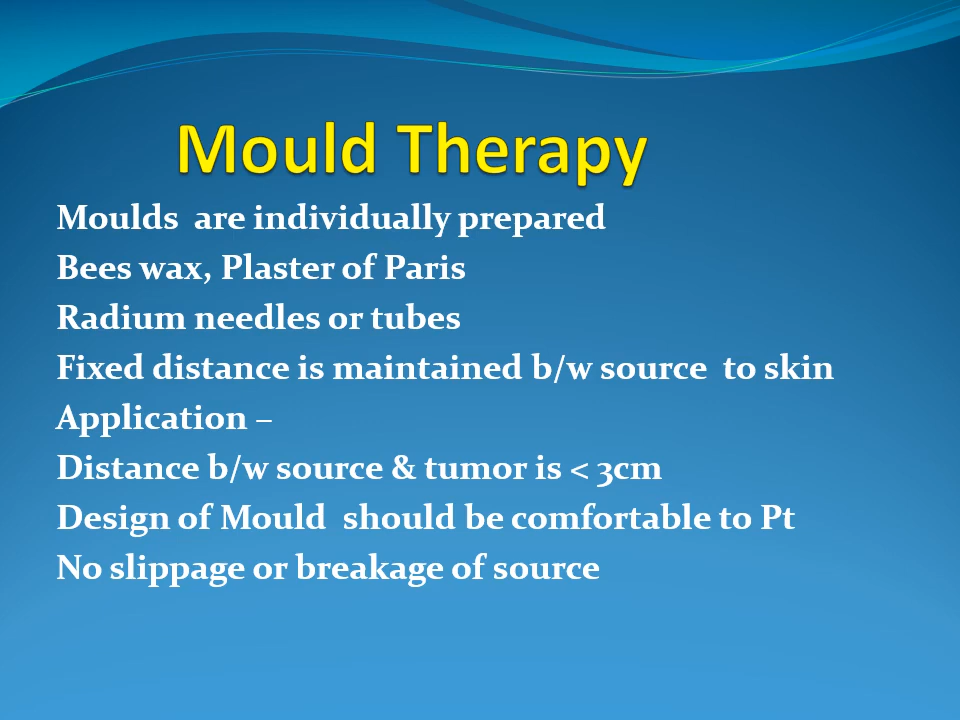 Mould Therapy
Moulds  are individually prepared
Bees wax, Plaster of Paris
Radium needles or tubes
Fixed distance is maintained b/w source  to skin
Application –
Distance b/w source & tumor is < 3cm
Design of Mould  should be comfortable to Pt
No slippage or breakage of source